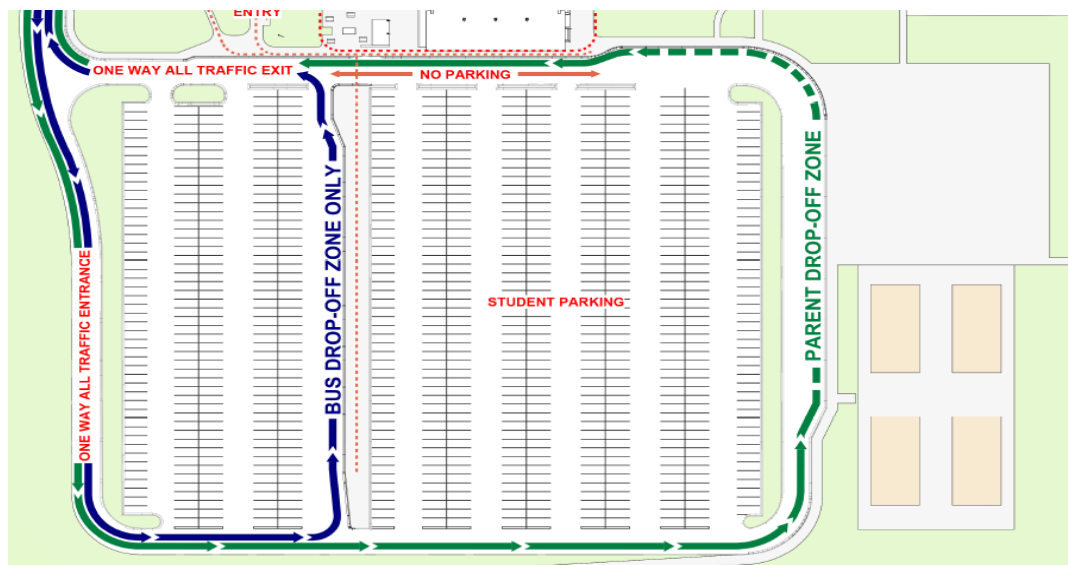 ENTRY
ONE WAY ALL TRAFFIC EXIT
NO PARKING
BUS DROP-OFF ZONE ONLY
PARENT DROP-OFF ZONE
ONE WAY ALL TRAFFIC ENTRANCE
STUDENT PARKING